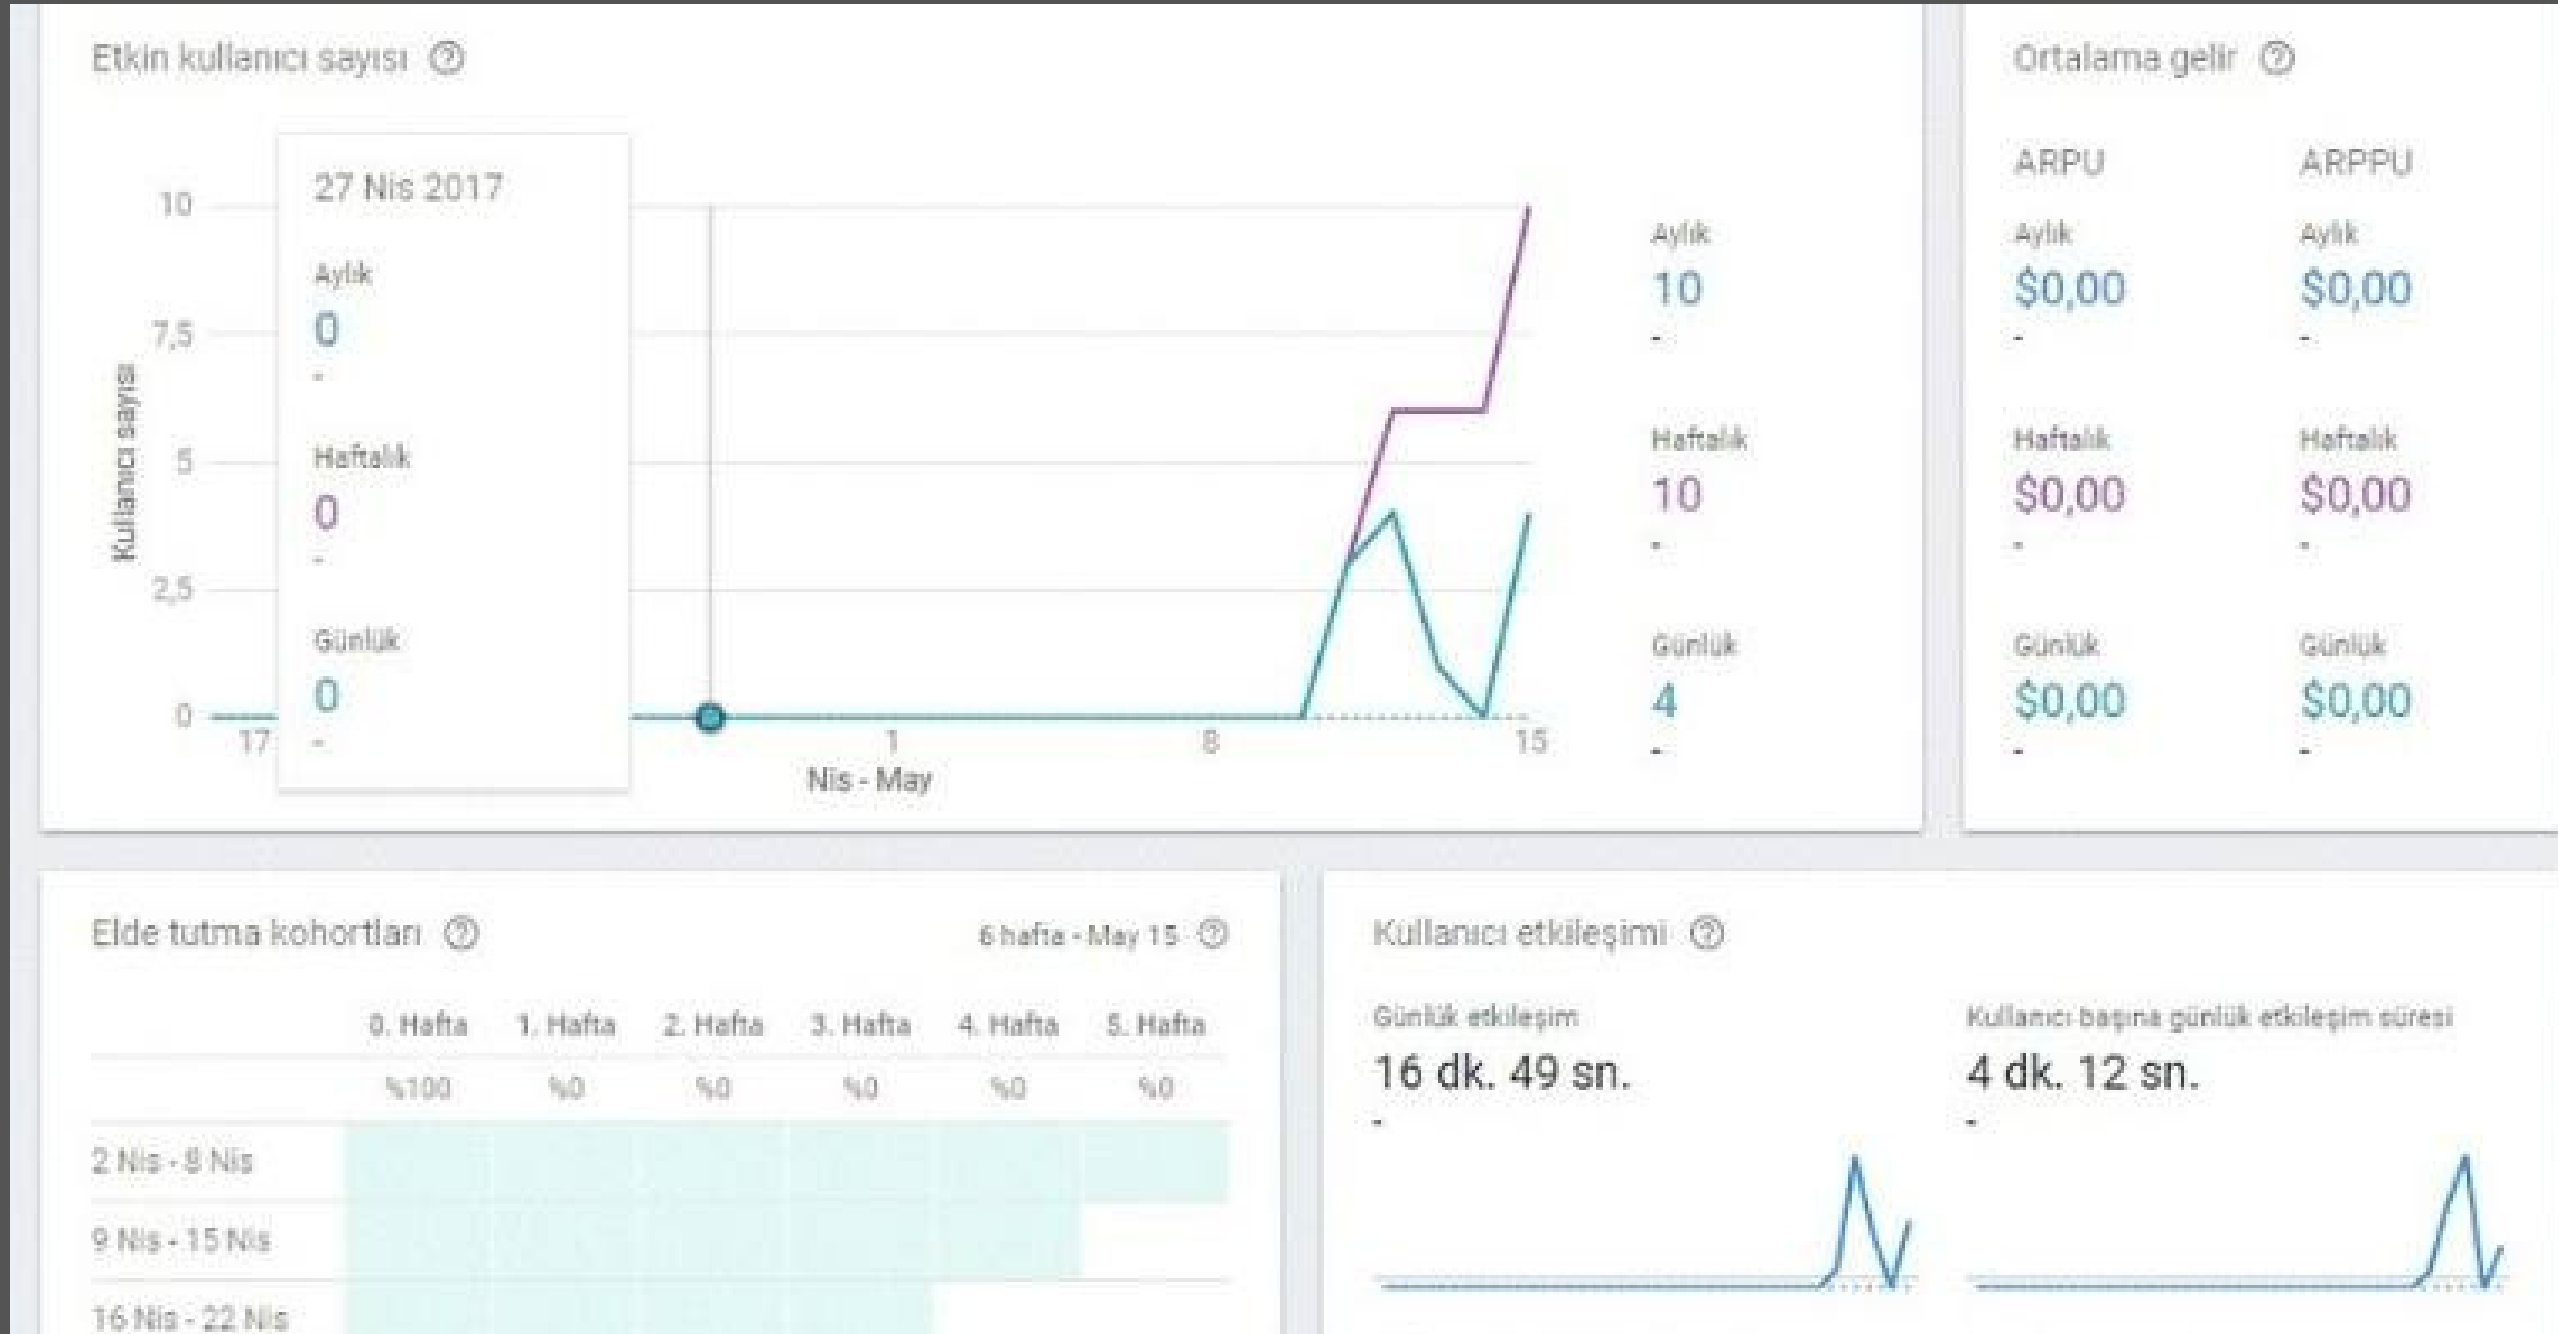 Etkin kullanıcı sayısı
Kullanıcı sayısı
10
7,5
5
2,5
0
27 Nis 2017
Aylık
0
-
Haftalık
0
-
Günlük
0
-
17
1
8
15
Nis - May
Aylık
10
-
Haftalık
10
-
Günlük
4
-
Ortalama gelir
ARPU ARPPU
Aylık Aylık
$0,00 $0,00
- -
Haftalık Haftalık
$0,00 $0,00
- -
Günlük Günlük
$0,00 $0,00
- -
Elde tutma kohortları
6 hafta - May 15
0. Hafta 1. Hafta 2. Hafta 3. Hafta 4. Hafta 5. Hafta
%100 %0 %0 %0 %0 %0
2 Nis - 8 Nis
9 Nis - 15 Nis
16 Nis - 22 Nis
Kullanıcı etkileşimi
Günlük etkileşim
16 dk. 49 sn.
-
Kullanıcı başına günlük etkileşim süresi
4 dk. 12 sn.
-